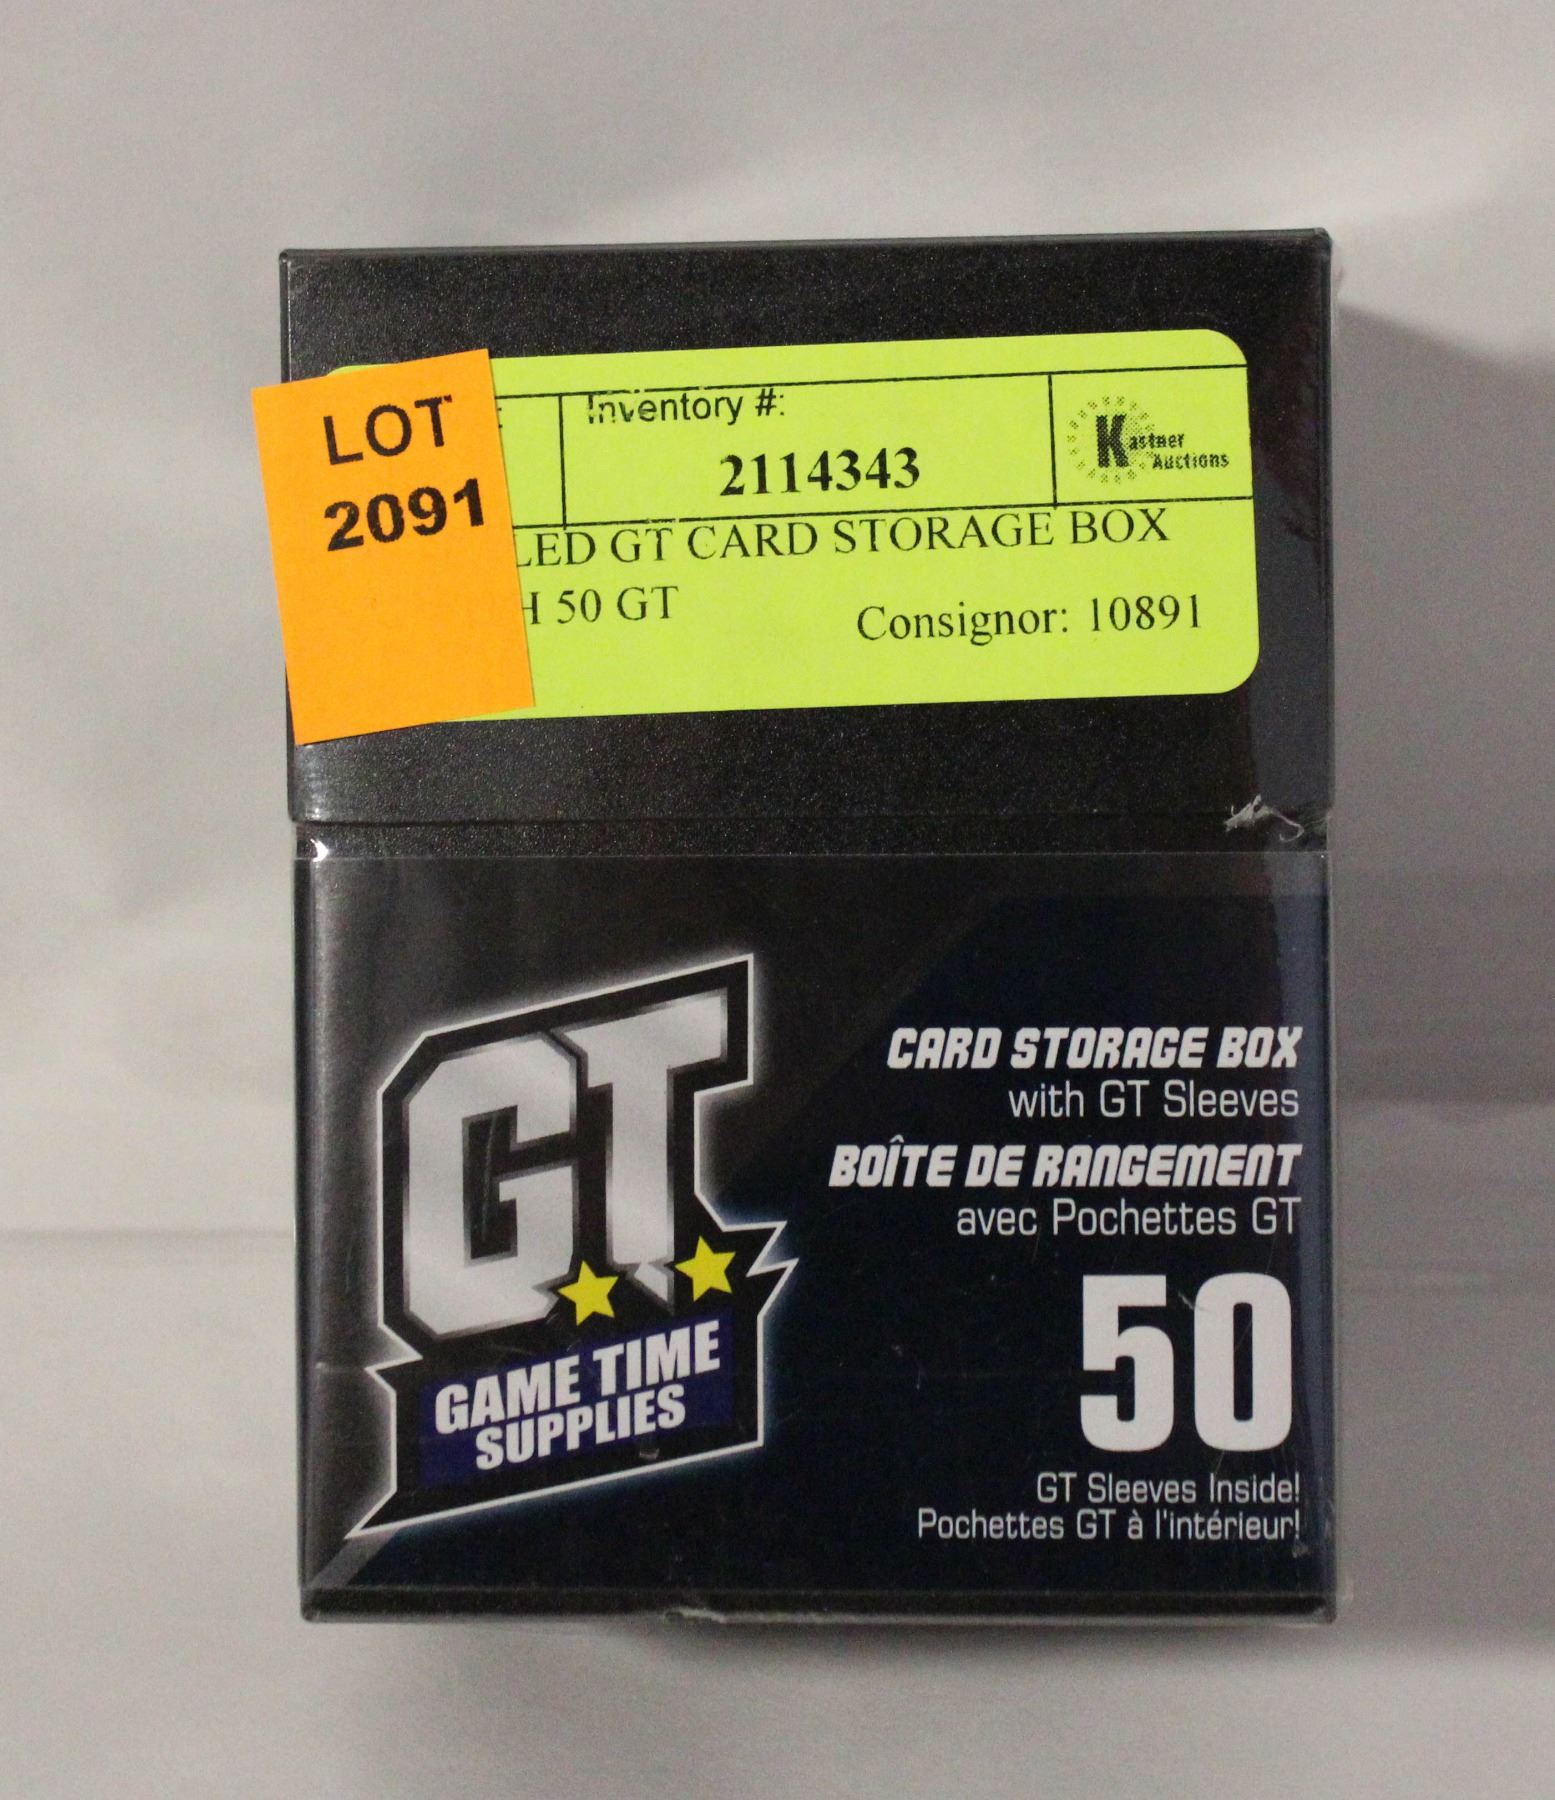 LOT
2091
Inventory #:
2114343
Kastner
Auctions
LED GT CARD STORAGE BOX
H 50 GT
Consignor: 10891
GT
GAME TIME
SUPPLIES
CARD STORAGE BOX
with GT Sleeves
BOÎTE DE RANGEMENT
avec Pochettes GT
50
GT Sleeves Inside!
Pochettes GT à l'intérieur!